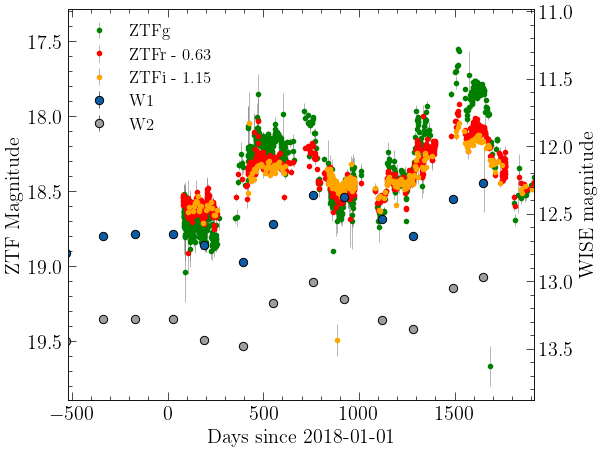 ZTFg
ZTFr - 0.63
ZTFi - 1.15
W1
W2
17.5
18.0
18.5
19.0
19.5
ZTF Magnitude
11.0
11.5
12.0
12.5
13.0
13.5
WISE magnitude
−500
0
500
1000
1500
Days since 2018-01-01